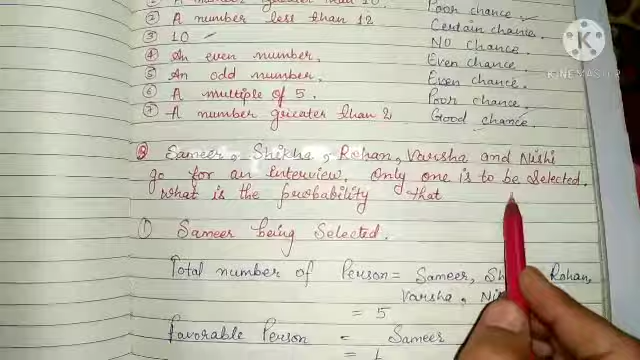 Poor chance
② A number less than 12 Certain chance.
③ 10 No chance.
④ An even number. Even chance.
⑤ An odd number. Even chance.
⑥ A multiple of 5. Poor chance
⑦ A number greater than 2 Good chance.
KINEMASTER
Sameer, Shikha, Rohan, Varsha and Nishi
go for an interview. Only one is to be selected.
What is the probability that
① Sameer being Selected.
Total number of Person = Sameer, Rohan,
Varsha,
= 5
Favorable Person = Sameer
= 1